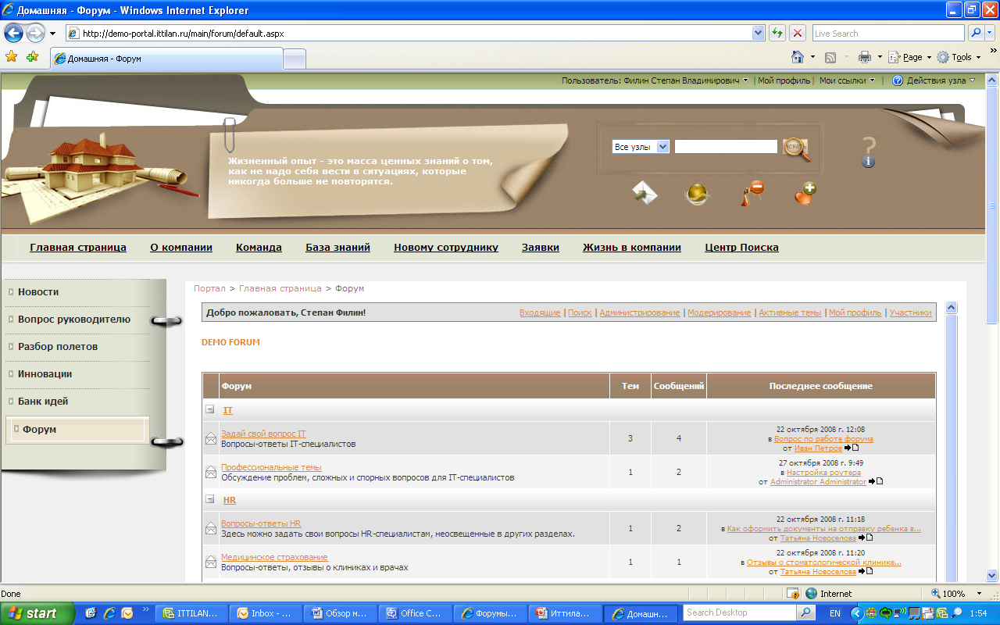 Домашняя - Форум - Windows Internet Explorer
http://demo-portal.ittilan.ru/main/forum/default.aspx
Live Search
Домашняя - Форум
Page
Tools
Пользователь: Филин Степан Владимирович | Мой профиль | Мои ссылки | Действия узла
Жизненный опыт - это масса ценных знаний о том,
как не надо себя вести в ситуациях, которые
никогда больше не повторятся.
Все узлы
искать
Главная страница О компании Команда База знаний Новому сотруднику Заявки Жизнь в компании Центр Поиска
Новости
Вопрос руководителю
Разбор полетов
Инновации
Банк идей
Форум
Портал > Главная страница > Форум
Добро пожаловать, Степан Филин!
Входящие | Поиск | Администрирование | Модерирование | Активные темы | Мой профиль | Участники
DEMO FORUM
Форум Тем Сообщений Последнее сообщение
IT
Задай свой вопрос IT
Вопросы-ответы IT-специалистов
3 4
22 октября 2008 г. 12:08
в Вопрос по работе форума
от Иван Петров
Профессиональные темы
Обсуждение проблем, сложных и спорных вопросов для IT-специалистов
1 2
27 октября 2008 г. 9:49
в Настройка роутера
от Administrator Administrator
HR
Вопросы-ответы HR
Здесь можно задать свои вопросы HR-специалистам, неосвещенные в других разделах.
1 2
22 октября 2008 г. 11:18
в Как оформить документы на отправку ребенка в...
от Татьяна Новоселова
Медицинское страхование
Вопросы-ответы, отзывы о клиниках и врачах
1 1
22 октября 2008 г. 11:20
в Отзывы о стоматологической клинике...
от Татьяна Новоселова
Done
Internet
100%
start
ITTILAN...
Inbox - ...
Обзор м...
Office C...
Форумы...
Иттила...
Домашн...
Search Desktop
EN
1:54